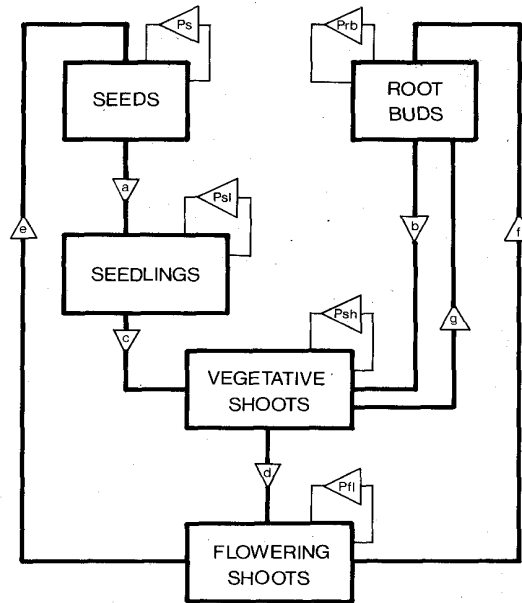 Ps
Prb
SEEDS
ROOT
BUDS
a
Psl
e
b
f
SEEDLINGS
c
Psh
g
VEGETATIVE
SHOOTS
d
Pfl
FLOWERING
SHOOTS